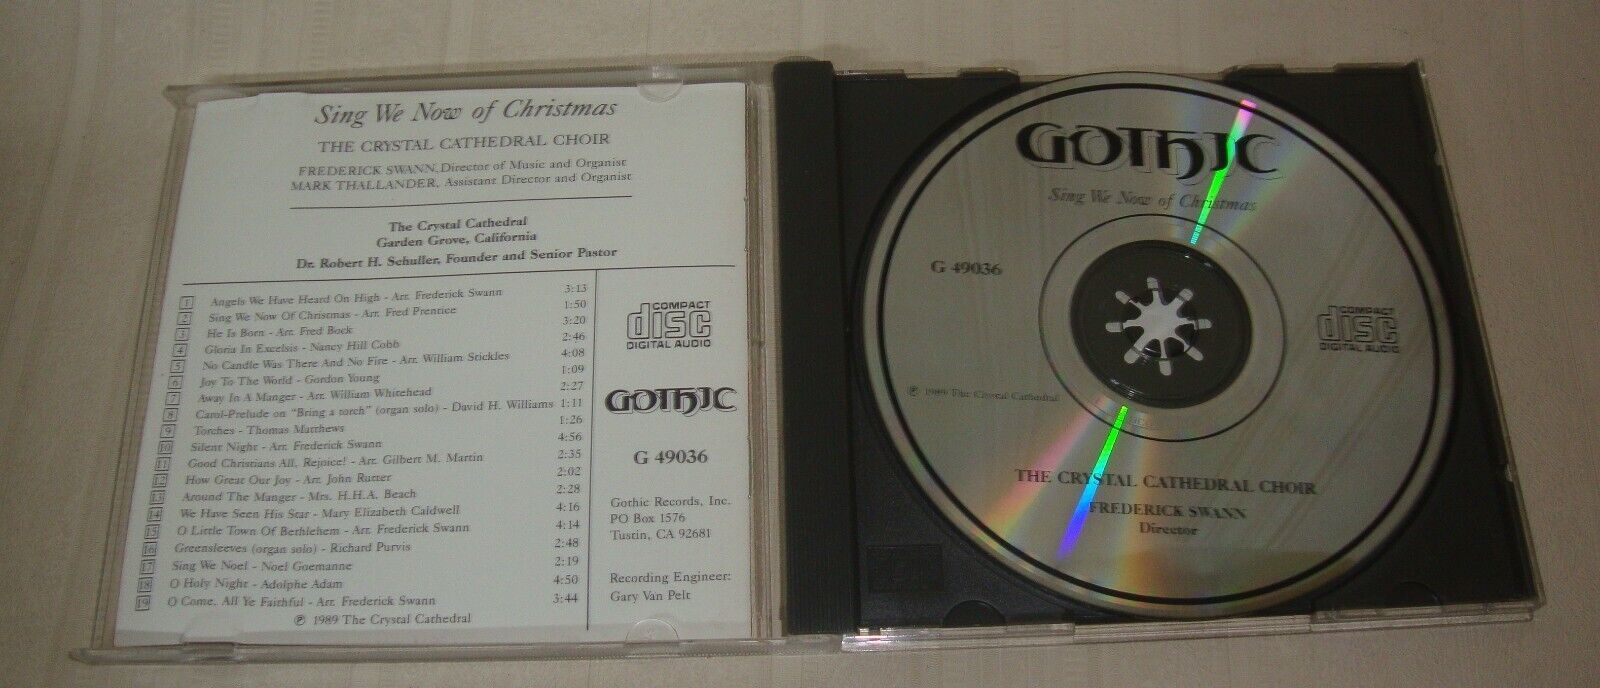 Sing We Now of Christmas
THE CRYSTAL CATHEDRAL CHOIR
FREDERICK SWANN, Director of Music and Organist
MARK THALLANDER, Assistant Director and Organist
The Crystal Cathedral
Garden Grove, California
Dr. Robert H. Schuller, Founder and Senior Pastor
1 Angels We Have Heard On High - Arr. Frederick Swann 3:13
2 Sing We Now Of Christmas - Arr. Fred Prentice 1:50
3 He Is Born - Arr. Fred Bock 3:20
4 Gloria In Excelsis - Nancy Hill Cobb 2:46
5 No Candle Was There And No Fire - Arr. William Stickles 4:08
6 Joy To The World - Gordon Young 1:09
7 Away In A Manger - Arr. William Whitehead 2:27
8 Carol-Prelude on "Bring a torch" (organ solo) - David H. Williams 1:11
9 Torches - Thomas Matthews 1:26
10 Silent Night - Arr. Frederick Swann 4:56
11 Good Christians All, Rejoice! - Arr. Gilbert M. Martin 2:35
12 How Great Our Joy - Arr. John Rutter 2:02
13 Around The Manger - Mrs. H.H.A. Beach 2:28
14 We Have Seen His Star - Mary Elizabeth Caldwell 4:16
15 O Little Town Of Bethlehem - Arr. Frederick Swann 4:14
16 Greensleeves (organ solo) - Richard Purvis 2:48
17 Sing We Noel - Noel Goemanne 2:19
18 O Holy Night - Adolphe Adam 4:50
19 O Come, All Ye Faithful - Arr. Frederick Swann 3:44
℗ 1989 The Crystal Cathedral
COMPACT
disc
DIGITAL AUDIO
GOTHIC
G 49036
Gothic Records, Inc.
PO Box 1576
Tustin, CA 92681
Recording Engineer:
Gary Van Pelt
GOTHIC
Sing We Now of Christmas
G 49036
COMPACT
disc
DIGITAL AUDIO
℗ 1989 The Crystal Cathedral
THE CRYSTAL CATHEDRAL CHOIR
FREDERICK SWANN
Director